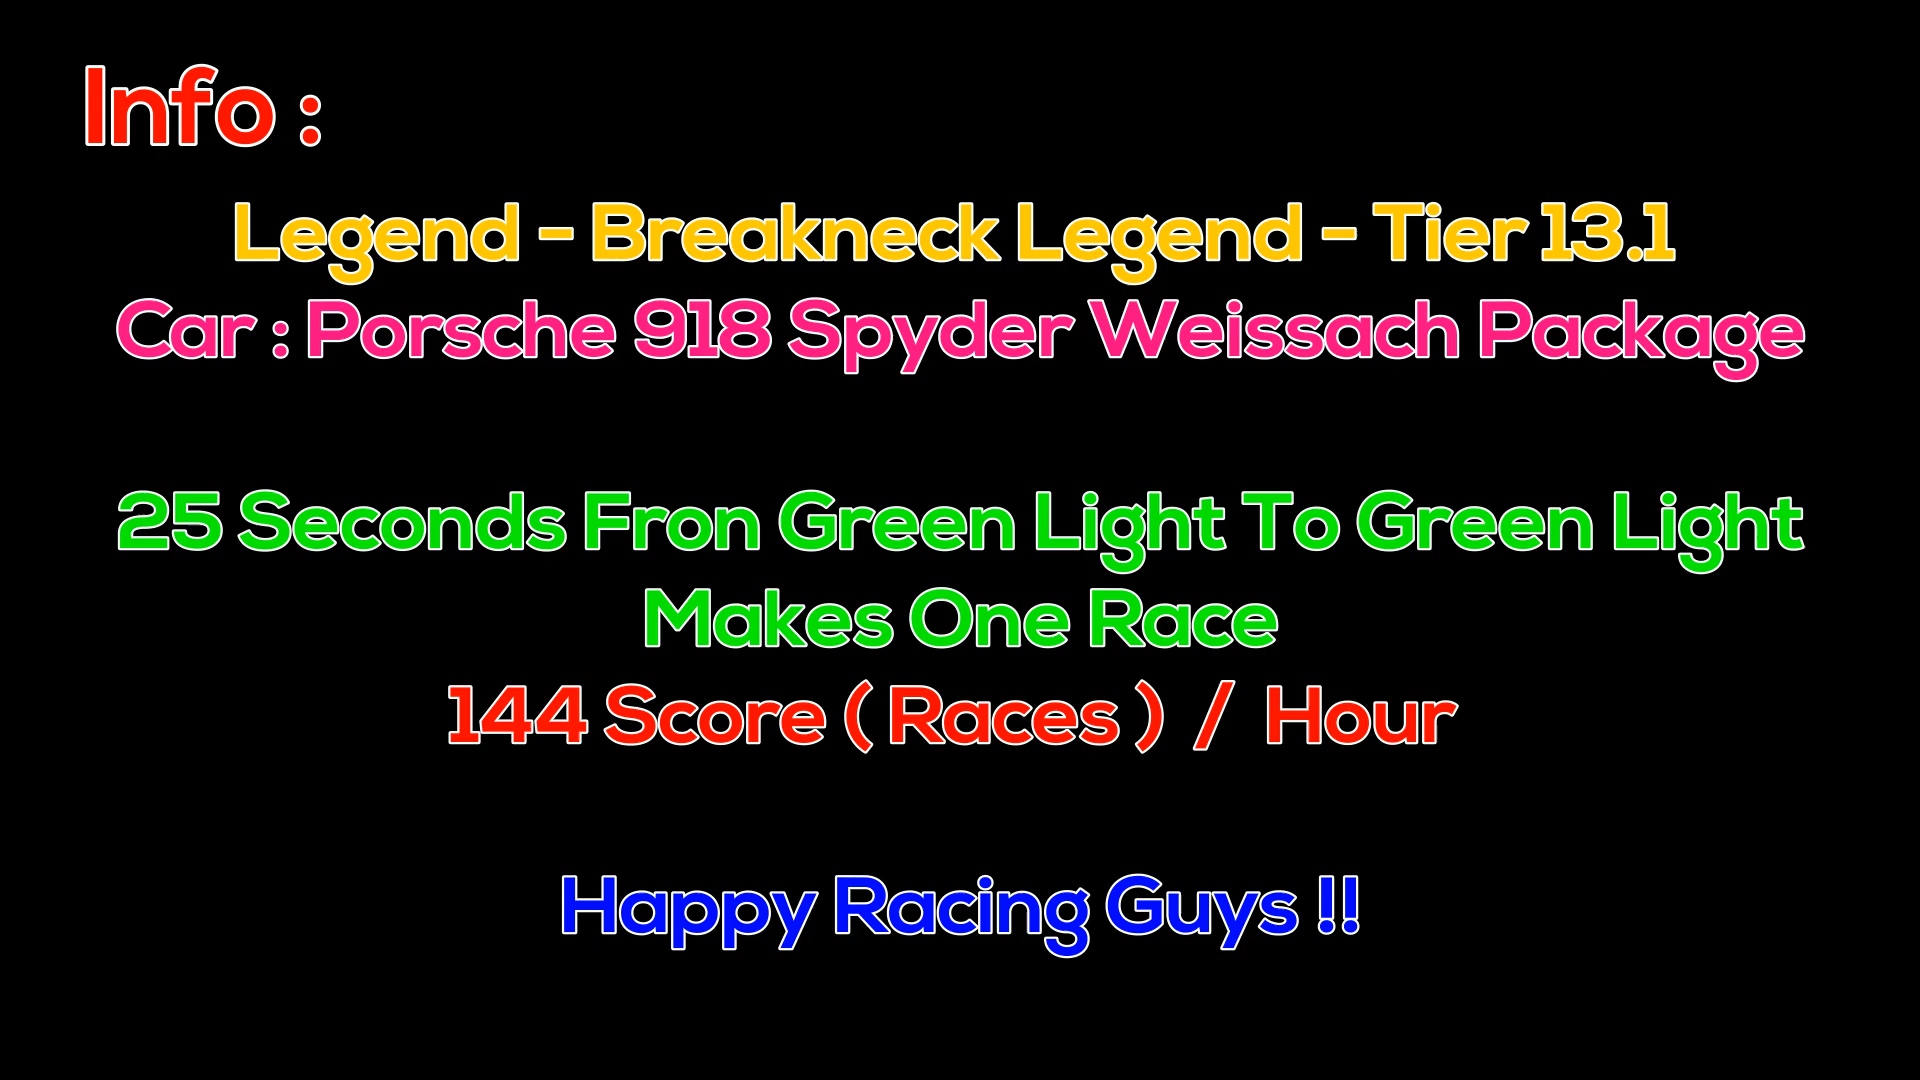 Info :
Legend - Breakneck Legend - Tier 13.1
Car : Porsche 918 Spyder Weissach Package
25 Seconds Fron Green Light To Green Light
Makes One Race
144 Score ( Races ) / Hour
Happy Racing Guys !!